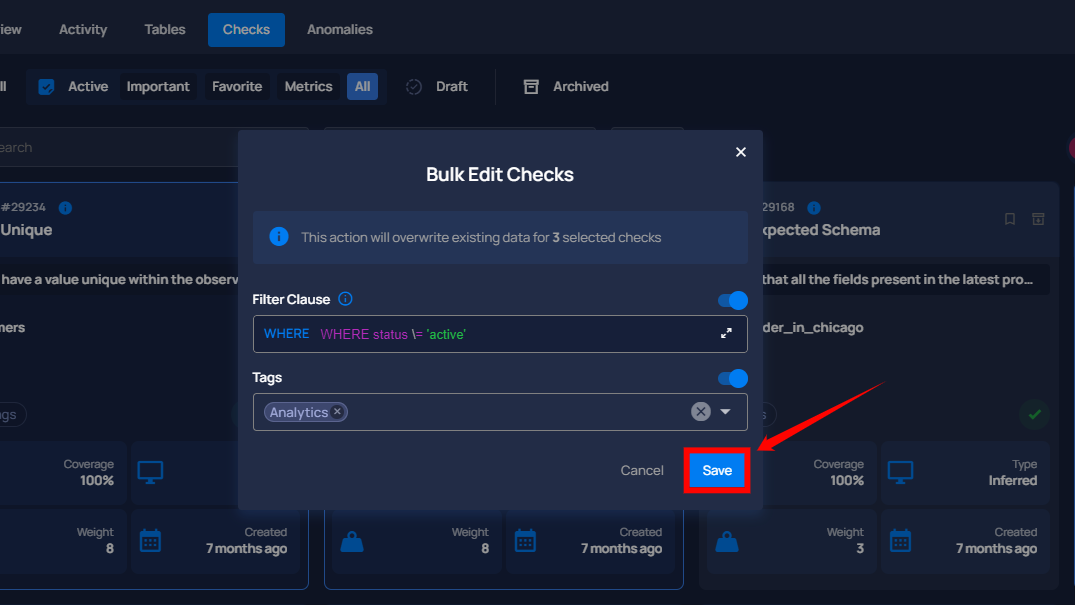 iew Activity Tables Checks Anomalies
ll Active Important Favorite Metrics All Draft Archived
earch
Bulk Edit Checks
#29234
29168
Unique
xpected Schema
This action will overwrite existing data for 3 selected checks
have a value unique within the observ
that all the fields present in the latest pro...
Filter Clause
mers
der_in_chicago
WHERE WHERE status \= 'active'
Tags
ags
Analytics
s
Cancel Save
Coverage
100%
Coverage
100%
Type
Inferred
Weight
8
Created
7 months ago
Weight
8
Created
7 months ago
Weight
3
Created
7 months ago